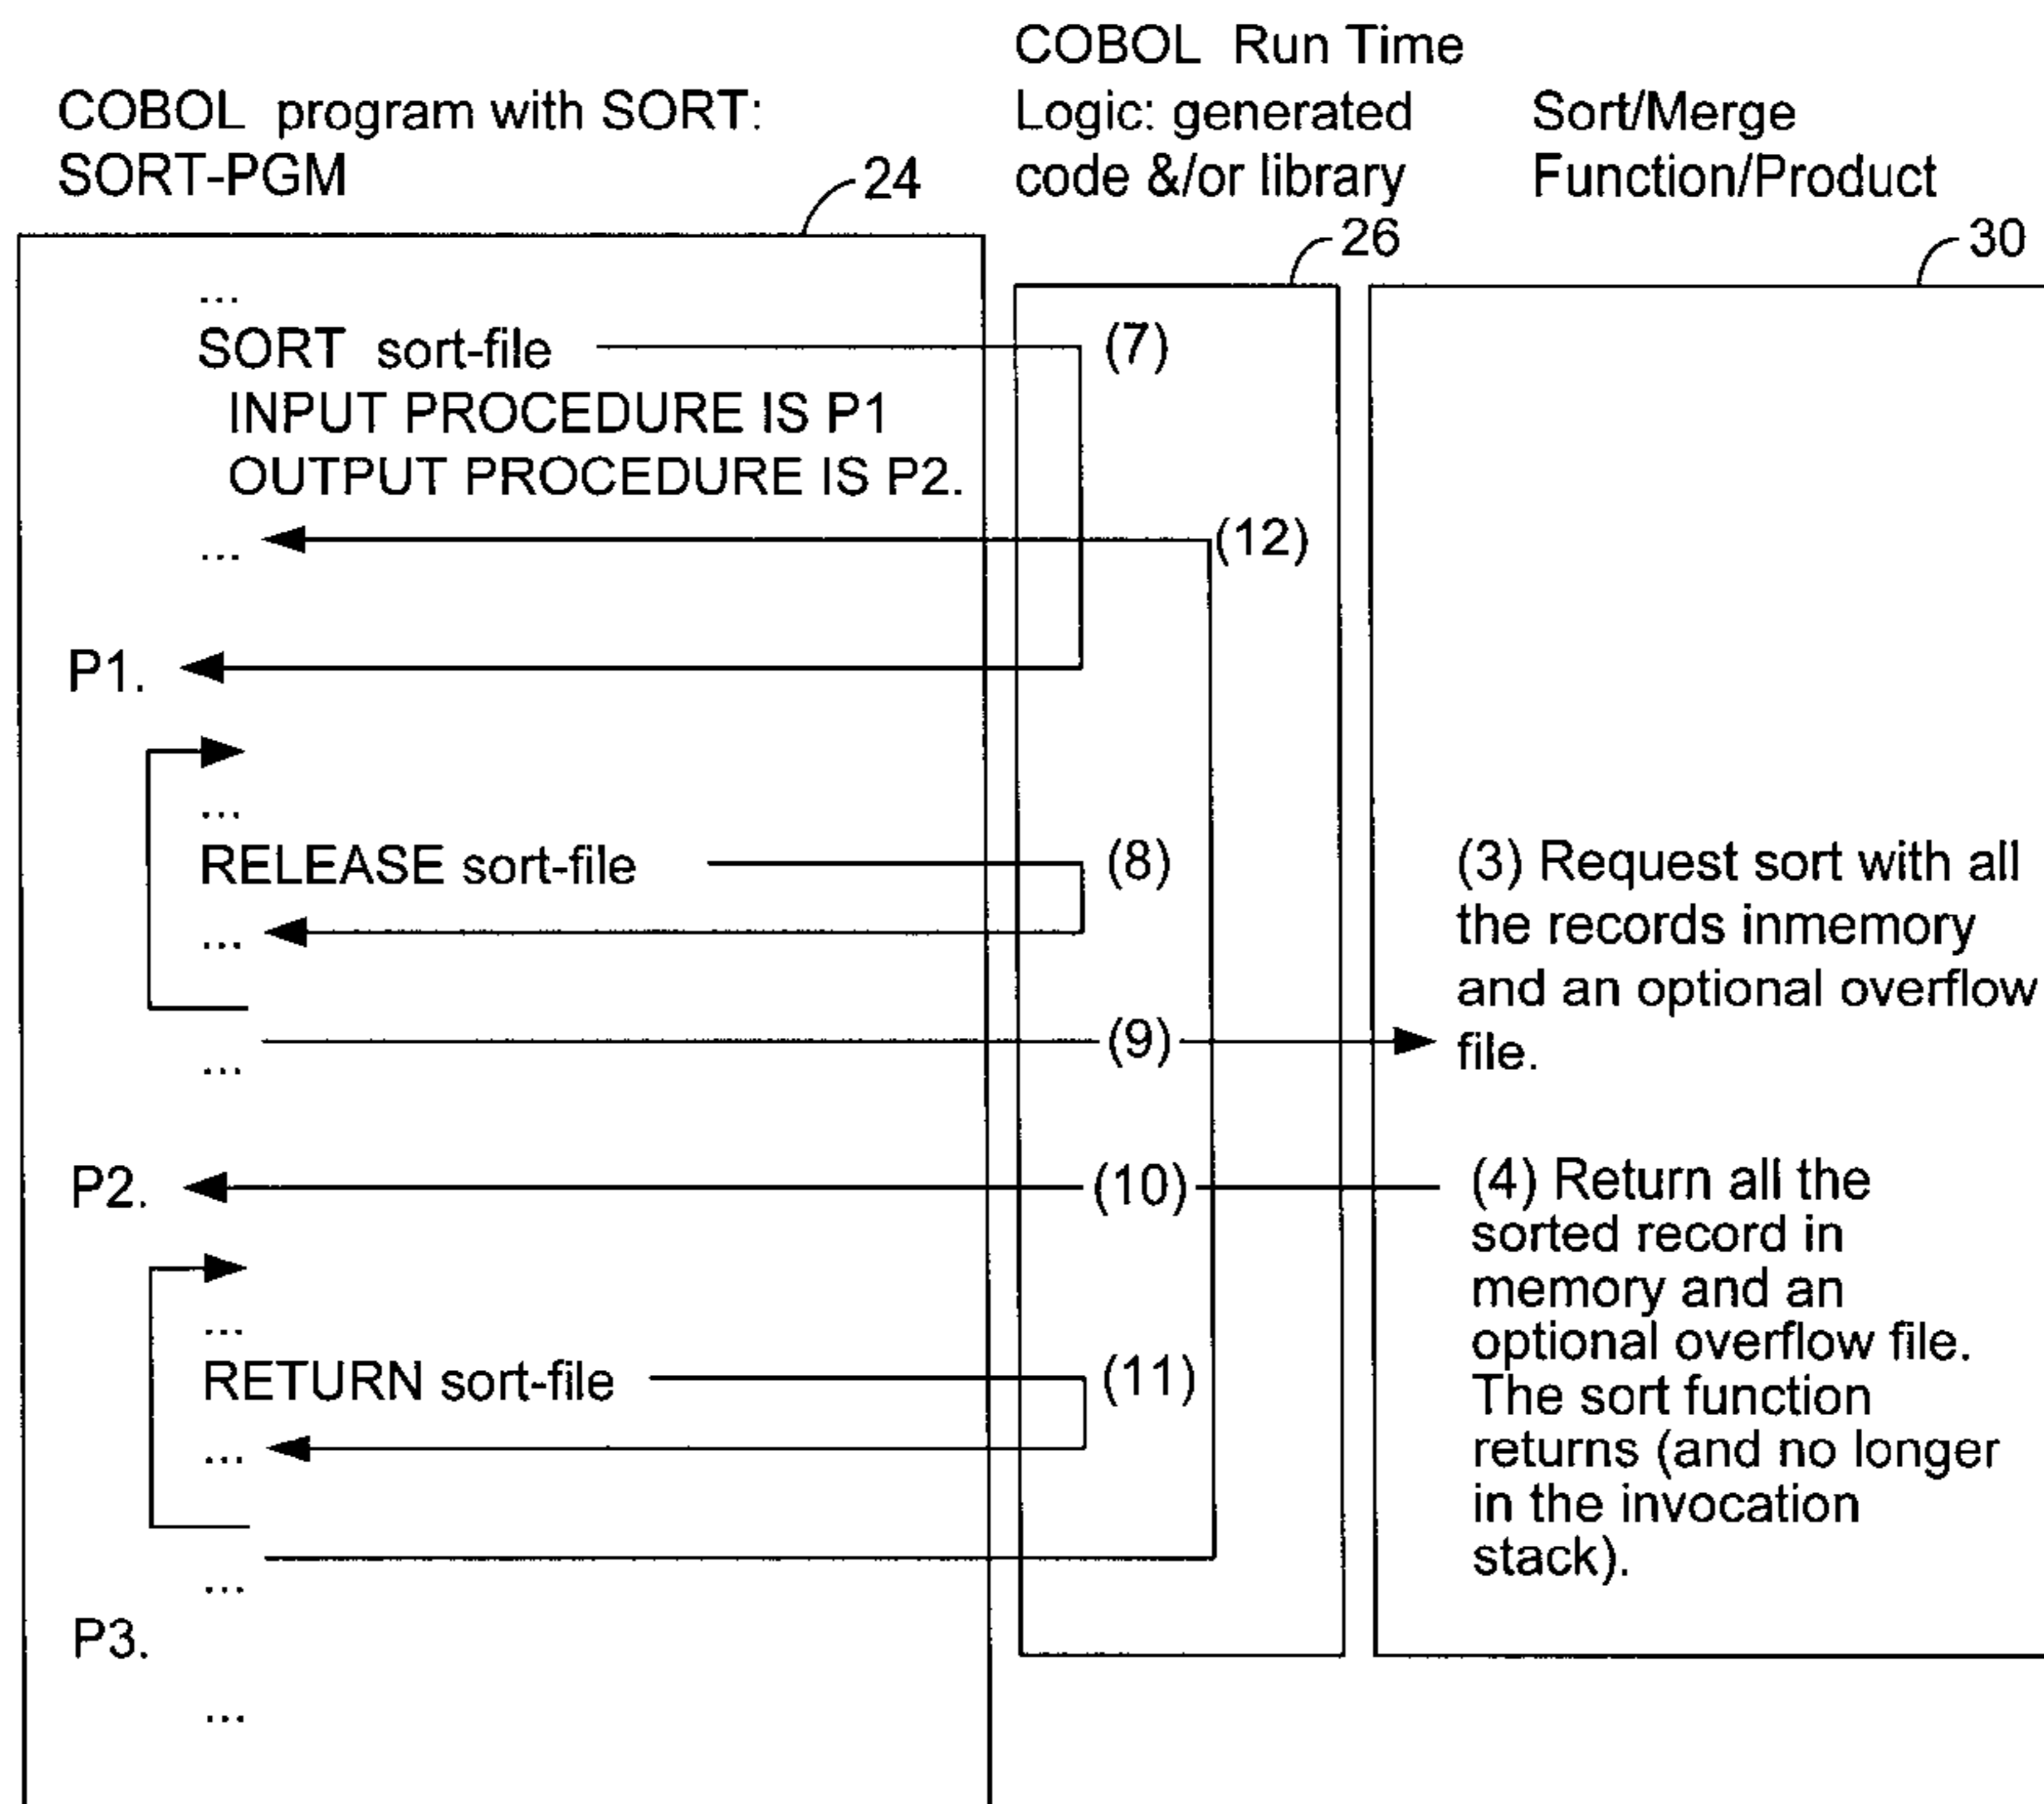 COBOL program with SORT:
SORT-PGM
24
COBOL Run Time
Logic: generated
code &/or library
26
Sort/Merge
Function/Product
30
...
SORT sort-file
(7)
INPUT PROCEDURE IS P1
OUTPUT PROCEDURE IS P2.
...
(12)
P1.
...
RELEASE sort-file
(8)
...
(9)
...
(3) Request sort with all
the records inmemory
and an optional overflow
file.
P2.
(10)
(4) Return all the
sorted record in
memory and an
optional overflow file.
The sort function
returns (and no longer
in the invocation
stack).
...
RETURN sort-file
(11)
...
...
P3.
...